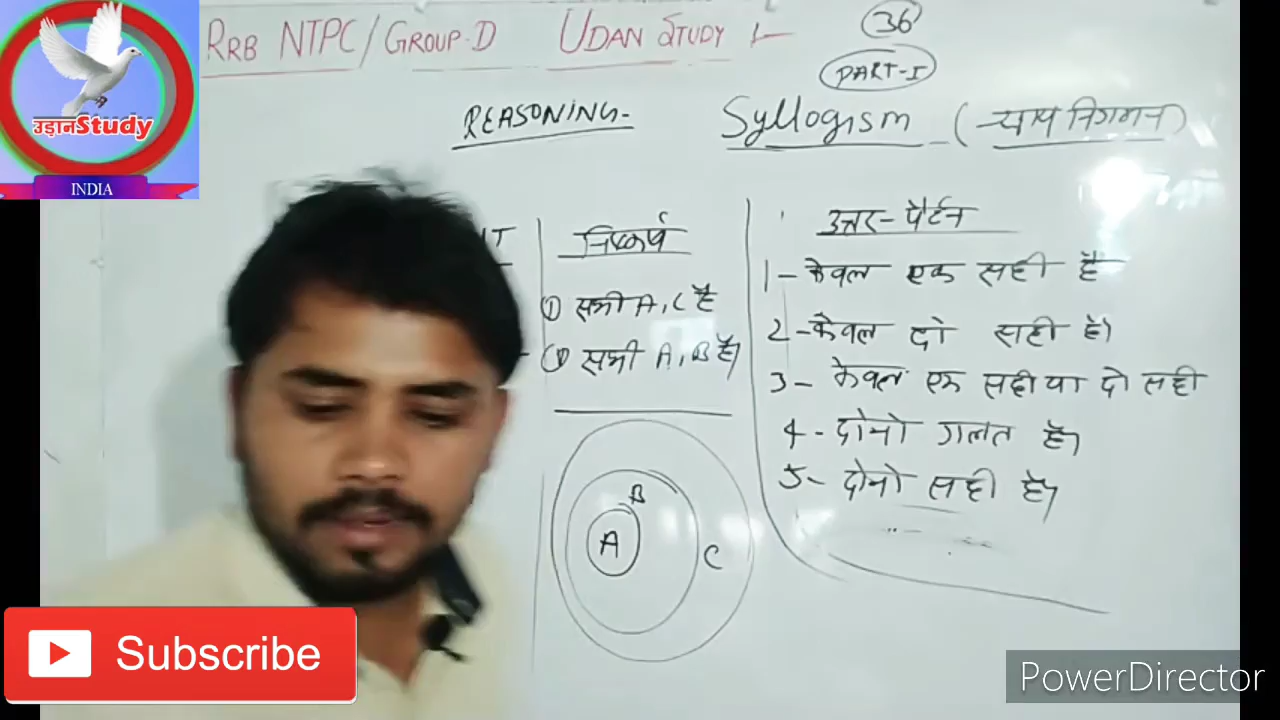 RRB NTPC/GROUP-D UDAN STUDY :-
36
PART-I
REASONING-
Syllogism (न्याय निगमन)
उड़ानStudy
INDIA
NT
निष्कर्ष
① सभी A, C है
② सभी A, B है।
A
B
C
उत्तर-पैर्टन
1- केवल एक सही है
2- केवल दो सही है।
3- केवल एक सही या दो सही
4- दोनो गलत है।
5- दोनो सही है।
Subscribe
PowerDirector